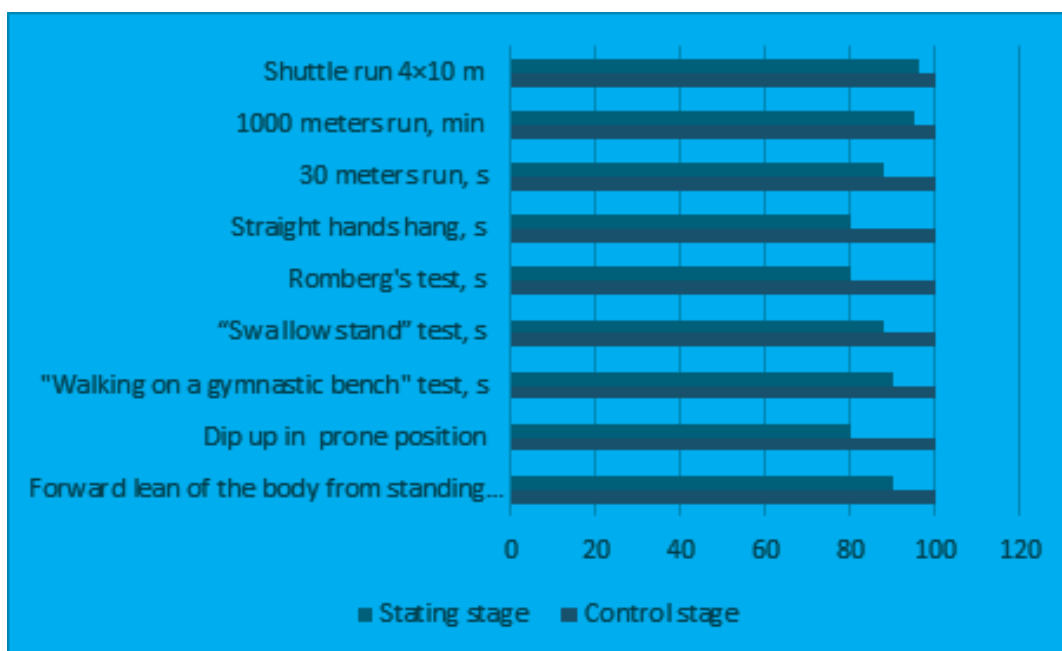 Shuttle run 4×10 m
1000 meters run, min
30 meters run, s
Straight hands hang, s
Romberg's test, s
“Swallow stand” test, s
"Walking on a gymnastic bench" test, s
Dip up in prone position
Forward lean of the body from standing...
0 20 40 60 80 100 120
Stating stage Control stage